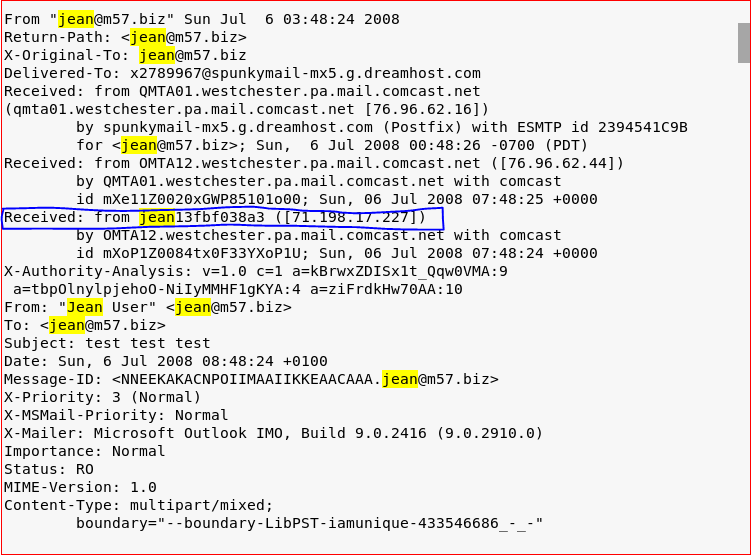 From "jean@m57.biz" Sun Jul  6 03:48:24 2008
Return-Path: <jean@m57.biz>
X-Original-To: jean@m57.biz
Delivered-To: x2789967@spunkymail-mx5.g.dreamhost.com
Received: from QMTA01.westchester.pa.mail.comcast.net
(qmta01.westchester.pa.mail.comcast.net [76.96.62.16])
        by spunkymail-mx5.g.dreamhost.com (Postfix) with ESMTP id 2394541C9B
        for <jean@m57.biz>; Sun,  6 Jul 2008 00:48:26 -0700 (PDT)
Received: from OMTA12.westchester.pa.mail.comcast.net ([76.96.62.44])
        by QMTA01.westchester.pa.mail.comcast.net with comcast
        id mXe11Z0020xGWP85101o00; Sun, 06 Jul 2008 07:48:25 +0000
Received: from jean13fbf038a3 ([71.198.17.227])
        by OMTA12.westchester.pa.mail.comcast.net with comcast
        id mXoP1Z0084tx0F33YXoP1U; Sun, 06 Jul 2008 07:48:24 +0000
X-Authority-Analysis: v=1.0 c=1 a=kBrwxZDISx1t_Qqw0VMA:9
 a=tbpOlnylpjehoO-NiIyMMHF1gKYA:4 a=ziFrdkHw70AA:10
From: "Jean User" <jean@m57.biz>
To: <jean@m57.biz>
Subject: test test test
Date: Sun, 6 Jul 2008 08:48:24 +0100
Message-ID: <NNEEKAKACNPOIIMAAIIKKEAACAAA.jean@m57.biz>
X-Priority: 3 (Normal)
X-MSMail-Priority: Normal
X-Mailer: Microsoft Outlook IMO, Build 9.0.2416 (9.0.2910.0)
Importance: Normal
Status: RO
MIME-Version: 1.0
Content-Type: multipart/mixed;
        boundary="--boundary-LibPST-iamunique-433546686_-_-"